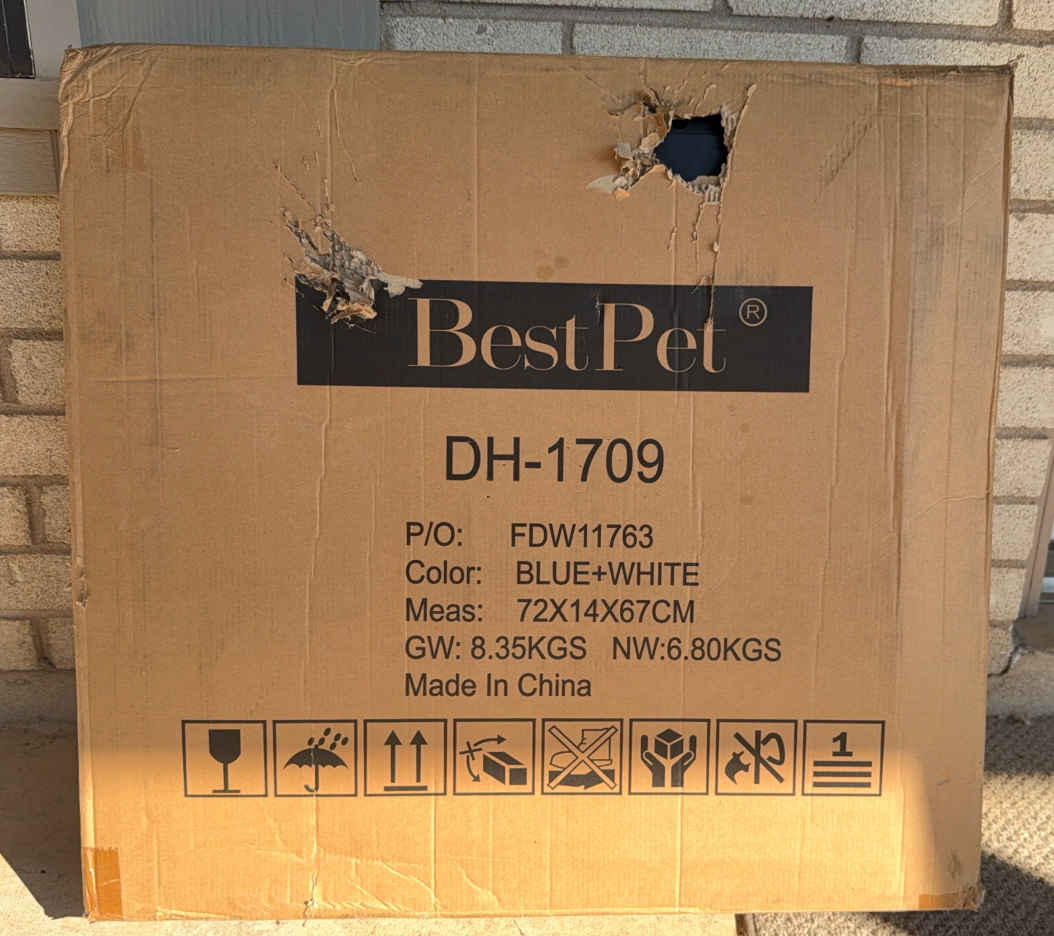 BestPet®
DH-1709
P/O: FDW11763
Color: BLUE+WHITE
Meas: 72X14X67CM
GW: 8.35KGS NW:6.80KGS
Made In China
1